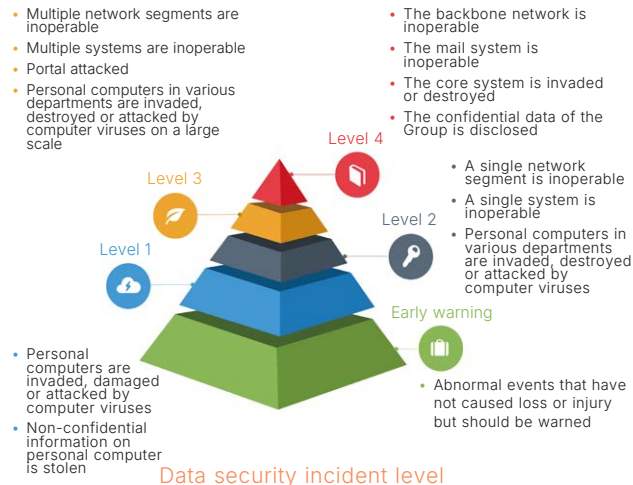 • Multiple network segments are
inoperable
• Multiple systems are inoperable
• Portal attacked
• Personal computers in various
departments are invaded,
destroyed or attacked by
computer viruses on a large
scale
• The backbone network is
inoperable
• The mail system is
inoperable
• The core system is invaded
or destroyed
• The confidential data of the
Group is disclosed
Level 4
Level 3
• A single network
segment is inoperable
• A single system is
inoperable
• Personal computers in
various departments
are invaded, destroyed
or attacked by
computer viruses
Level 2
Level 1
Early warning
• Personal
computers are
invaded, damaged
or attacked by
computer viruses
• Non-confidential
information on
personal computer
is stolen
• Abnormal events that have
not caused loss or injury
but should be warned
Data security incident level